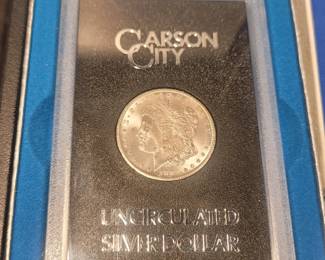 CARSON
CITY
UNCIRCULATED
SILVER DOLLAR